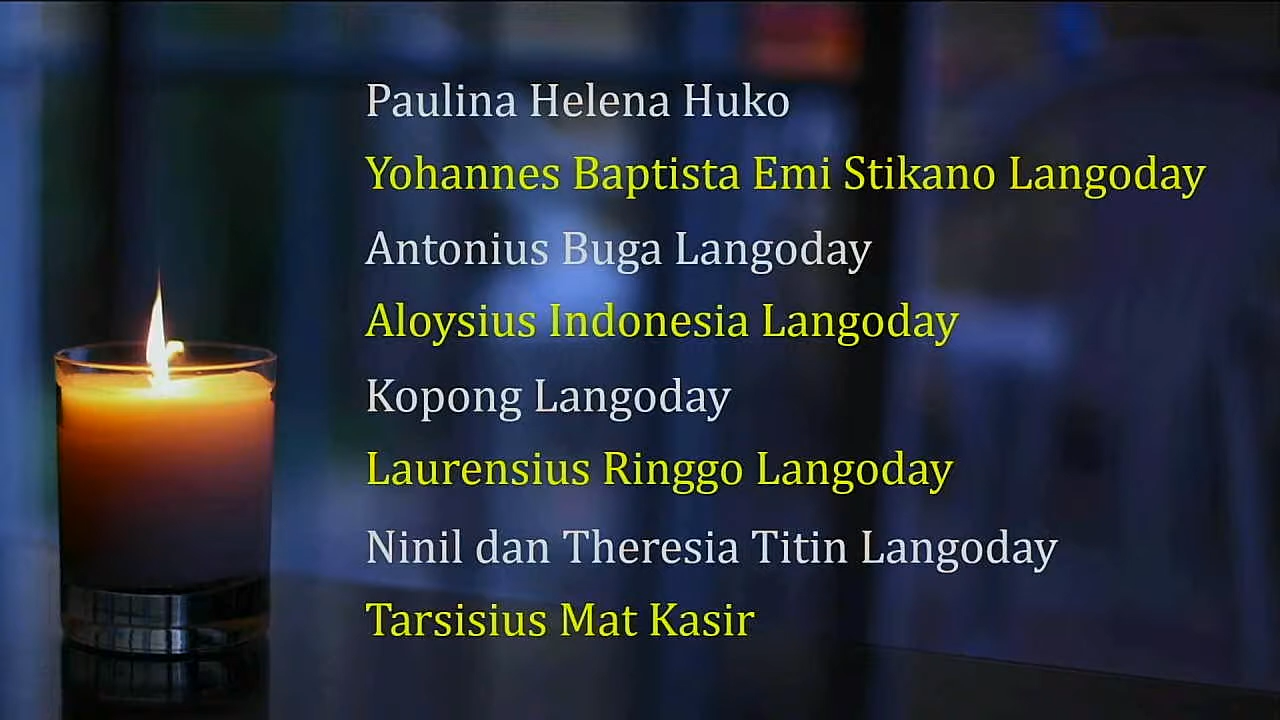 Paulina Helena Huko
Yohannes Baptista Emi Stikano Langoday
Antonius Buga Langoday
Aloysius Indonesia Langoday
Kopong Langoday
Laurensius Ringgo Langoday
Ninil dan Theresia Titin Langoday
Tarsisius Mat Kasir